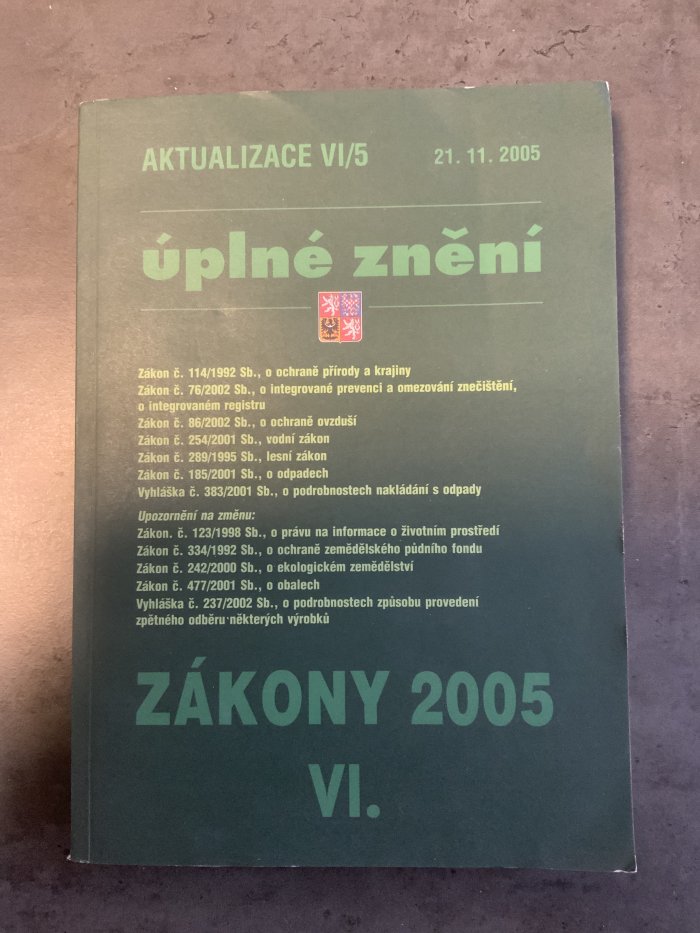 AKTUALIZACE VI/5
21. 11. 2005
úplné znění
Zákon č. 114/1992 Sb., o ochraně přírody a krajiny
Zákon č. 76/2002 Sb., o integrované prevenci a omezování znečištění,
o integrovaném registru
Zákon č. 86/2002 Sb., o ochraně ovzduší
Zákon č. 254/2001 Sb., vodní zákon
Zákon č. 289/1995 Sb., lesní zákon
Zákon č. 185/2001 Sb., o odpadech
Vyhláška č. 383/2001 Sb., o podrobnostech nakládání s odpady
Upozornění na změnu:
Zákon. č. 123/1998 Sb., o právu na informace o životním prostředí
Zákon č. 334/1992 Sb., o ochraně zemědělského půdního fondu
Zákon č. 242/2000 Sb., o ekologickém zemědělství
Zákon č. 477/2001 Sb., o obalech
Vyhláška č. 237/2002 Sb., o podrobnostech způsobu provedení
zpětného odběru některých výrobků
ZÁKONY 2005
VI.